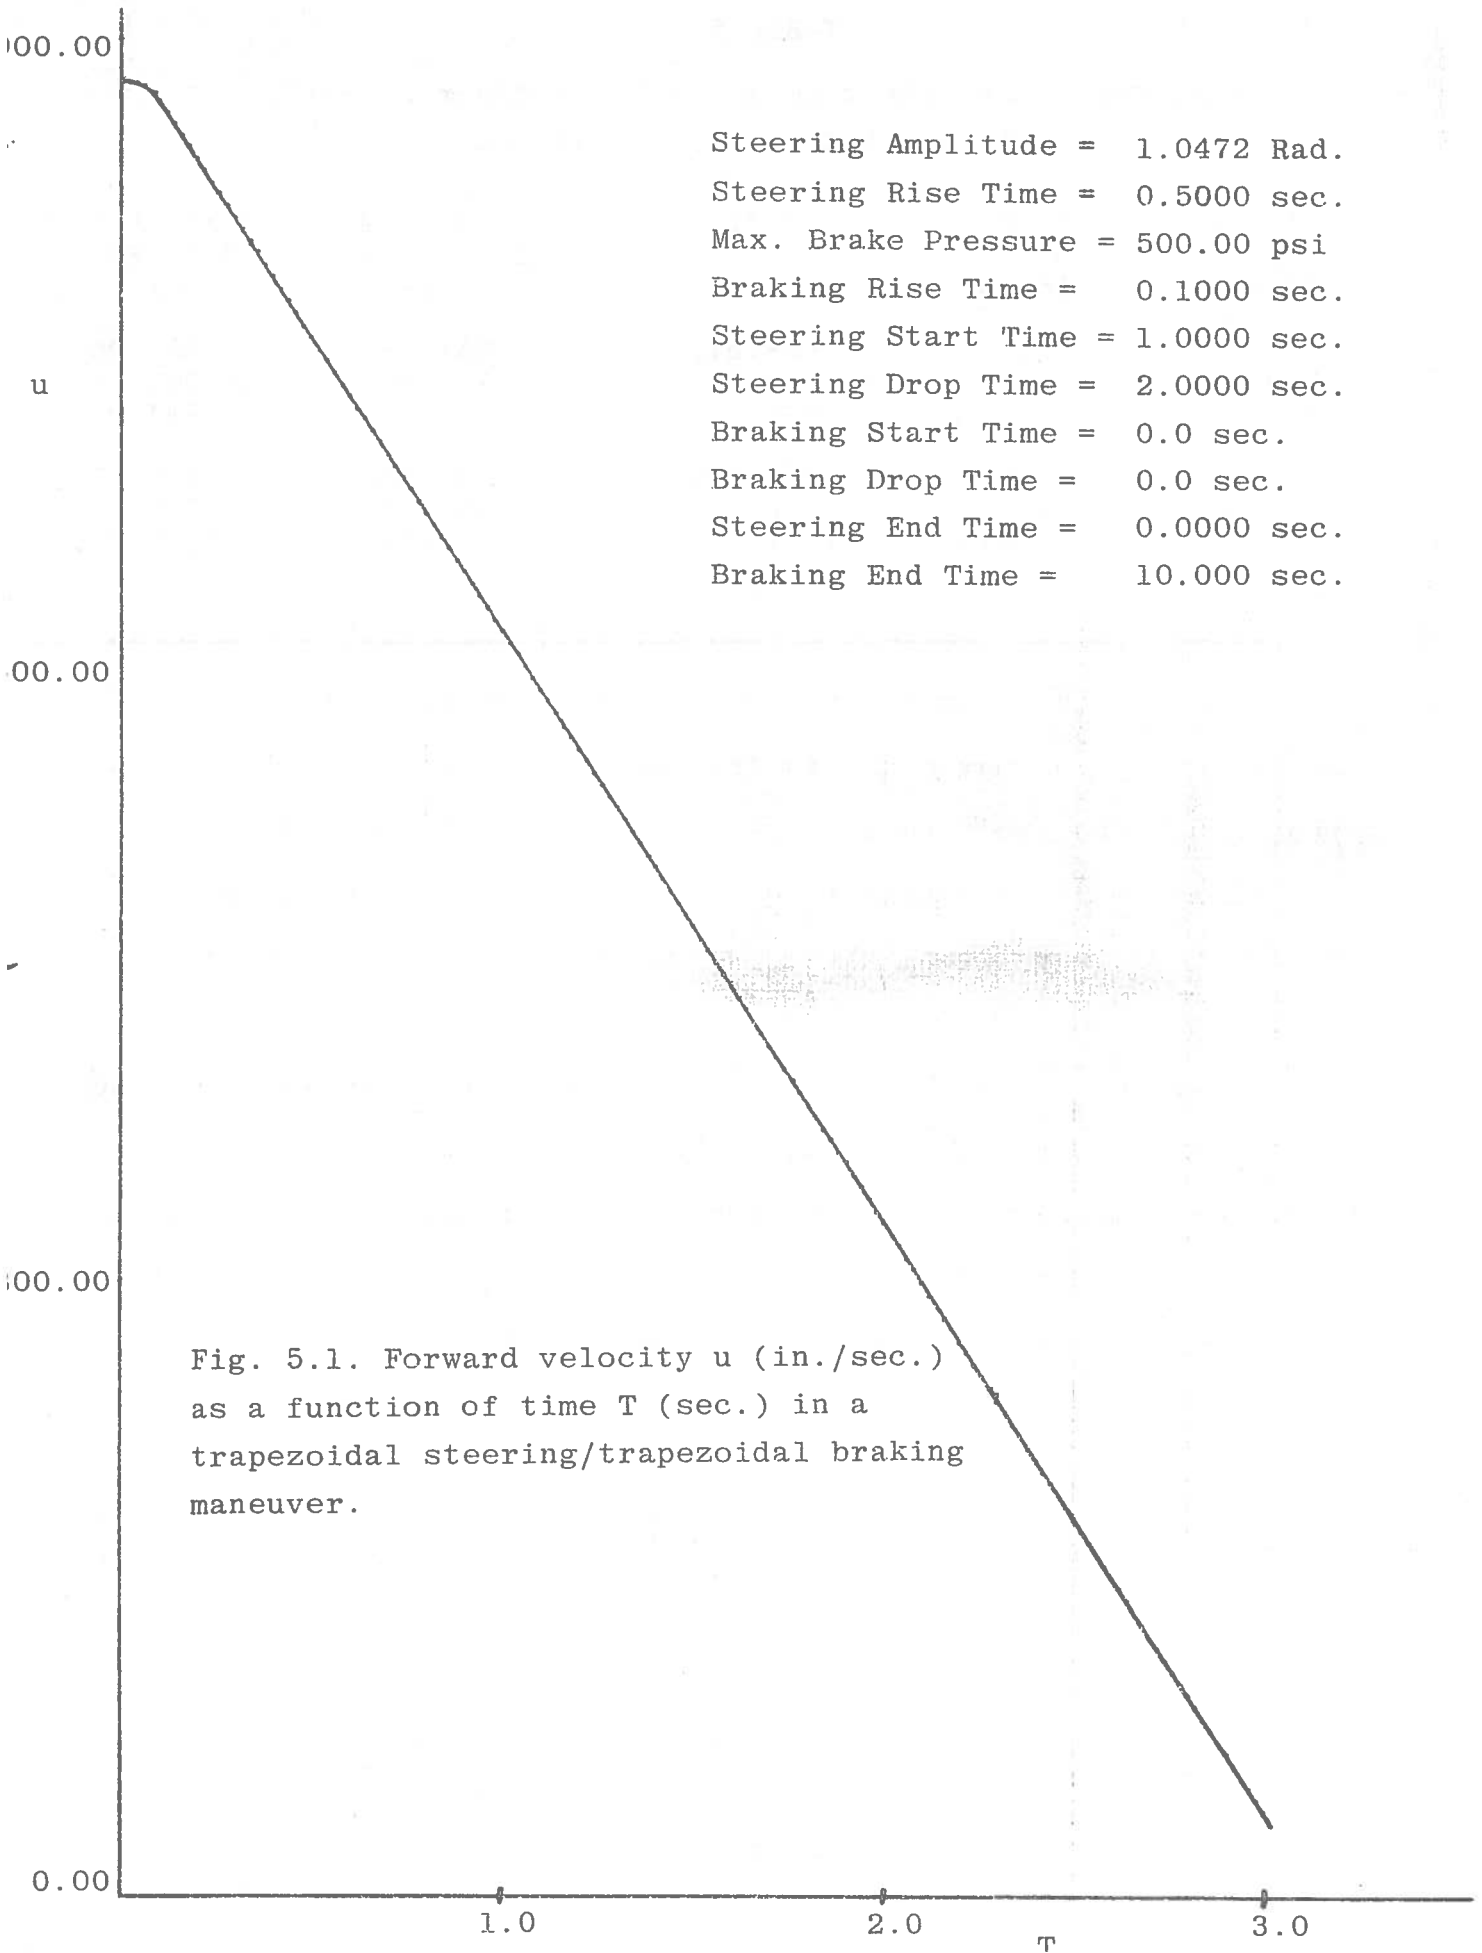 00.00
Steering Amplitude = 1.0472 Rad.
Steering Rise Time = 0.5000 sec.
Max. Brake Pressure = 500.00 psi
Braking Rise Time = 0.1000 sec.
Steering Start Time = 1.0000 sec.
u
Steering Drop Time = 2.0000 sec.
Braking Start Time = 0.0 sec.
Braking Drop Time = 0.0 sec.
Steering End Time = 0.0000 sec.
Braking End Time = 10.000 sec.
00.00
00.00
Fig. 5.1. Forward velocity u (in./sec.)
as a function of time T (sec.) in a
trapezoidal steering/trapezoidal braking
maneuver.
0.00
1.0 2.0 3.0
T